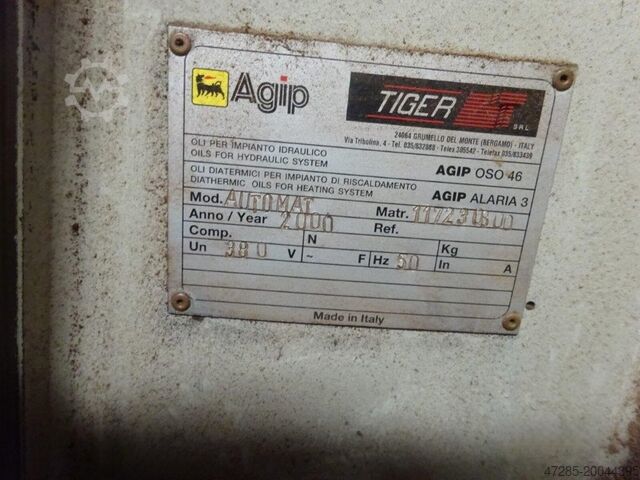 Agip
TIGER
SRL
24064 GRUMELLO DEL MONTE (BERGAMO) - ITALY
Via Tribolina, 4 - Tel. 035/832088 - Telex 305542 - Telefax 035/833439
OLI PER IMPIANTO IDRAULICO
OILS FOR HYDRAULIC SYSTEM
AGIP OSO 46
OLI DIATERMICI PER IMPIANTO DI RISCALDAMENTO
DIATHERMIC OILS FOR HEATING SYSTEM
AGIP ALARIA 3
Mod. AUTOMAT
Matr.
Anno / Year 2000
Ref.
Comp. N Kg
Un 380 V ~ F Hz 50 In A
Made in Italy
47285-20044395